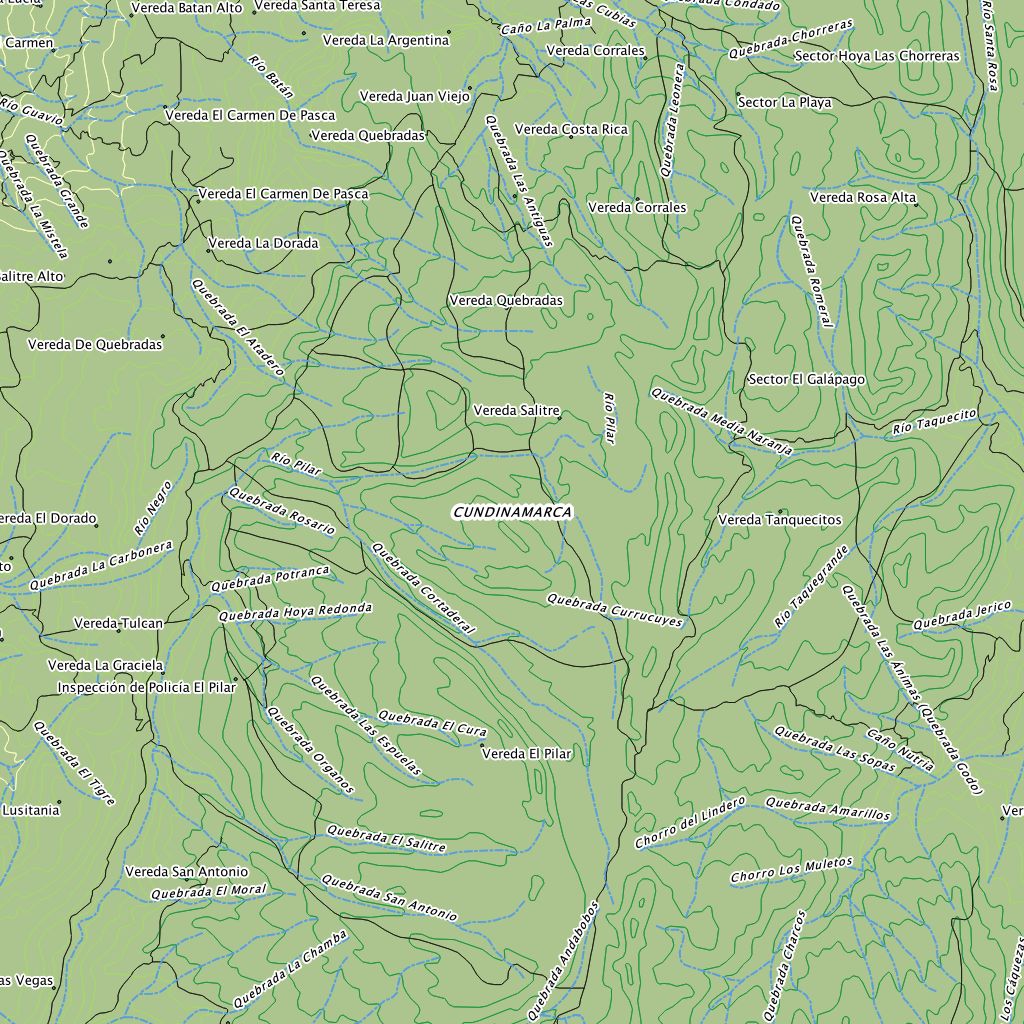 Vereda Batan Alto
Vereda Santa Teresa
Caño La Palma
Quebrada Chorreras
Río Santa Rosa
Carmen
Vereda La Argentina
Vereda Corrales
Sector Hoya Las Chorreras
Río Batán
Quebrada Leonera
Vereda Juan Viejo
Sector La Playa
Río Guavio
Vereda El Carmen De Pasca
Vereda Quebradas
Vereda Costa Rica
Quebrada Las Antiguas
Quebrada Grande
Quebrada La Mistela
Vereda El Carmen De Pasca
Vereda Corrales
Vereda Rosa Alta
Vereda La Dorada
Quebrada Romeral
Salitre Alto
Quebrada El Atadero
Vereda Quebradas
Vereda De Quebradas
Sector El Galápago
Vereda Salitre
Río Pilar
Quebrada Media Naranja
Río Taquecito
Río Pilar
Río Negro
Quebrada Rosario
CUNDINAMARCA
Vereda El Dorado
Vereda Tanquecitos
Quebrada La Carbonera
Quebrada Potranca
Quebrada Cortaderal
Río Taquegrande
Quebrada Hoya Redonda
Quebrada Currucuyes
Quebrada Jerico
Vereda Tulcan
Quebrada Las Ánimas (Quebrada Godo)
Vereda La Graciela
Inspección de Policía El Pilar
Quebrada Las Espuelas
Quebrada El Cura
Quebrada Organos
Vereda El Pilar
Quebrada Las Sopas
Caño Nutria
Quebrada El Tigre
Lusitania
Chorro del Lindero
Quebrada Amarillos
Quebrada El Salitre
Vereda San Antonio
Quebrada El Moral
Quebrada San Antonio
Chorro Los Muletos
Quebrada La Chamba
Quebrada Andabobos
Quebrada Charcos
Los Cáquezas